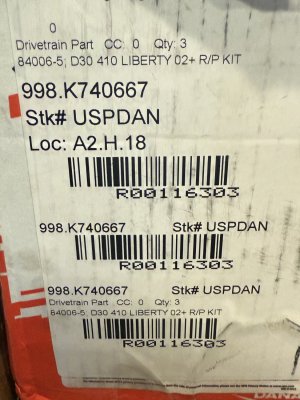 0
Drivetrain Part CC: 0 Qty: 3
84006-5; D30 410 LIBERTY 02+ R/P KIT
998.K740667
Stk# USPDAN
Loc: A2.H.18
R00116303
998.K740667 Stk# USPDAN
R00116303
998.K740667 Stk# USPDAN
Drivetrain Part CC: 0 Qty: 3
84006-5; D30 410 LIBERTY 02+ R/P KIT
R00116303